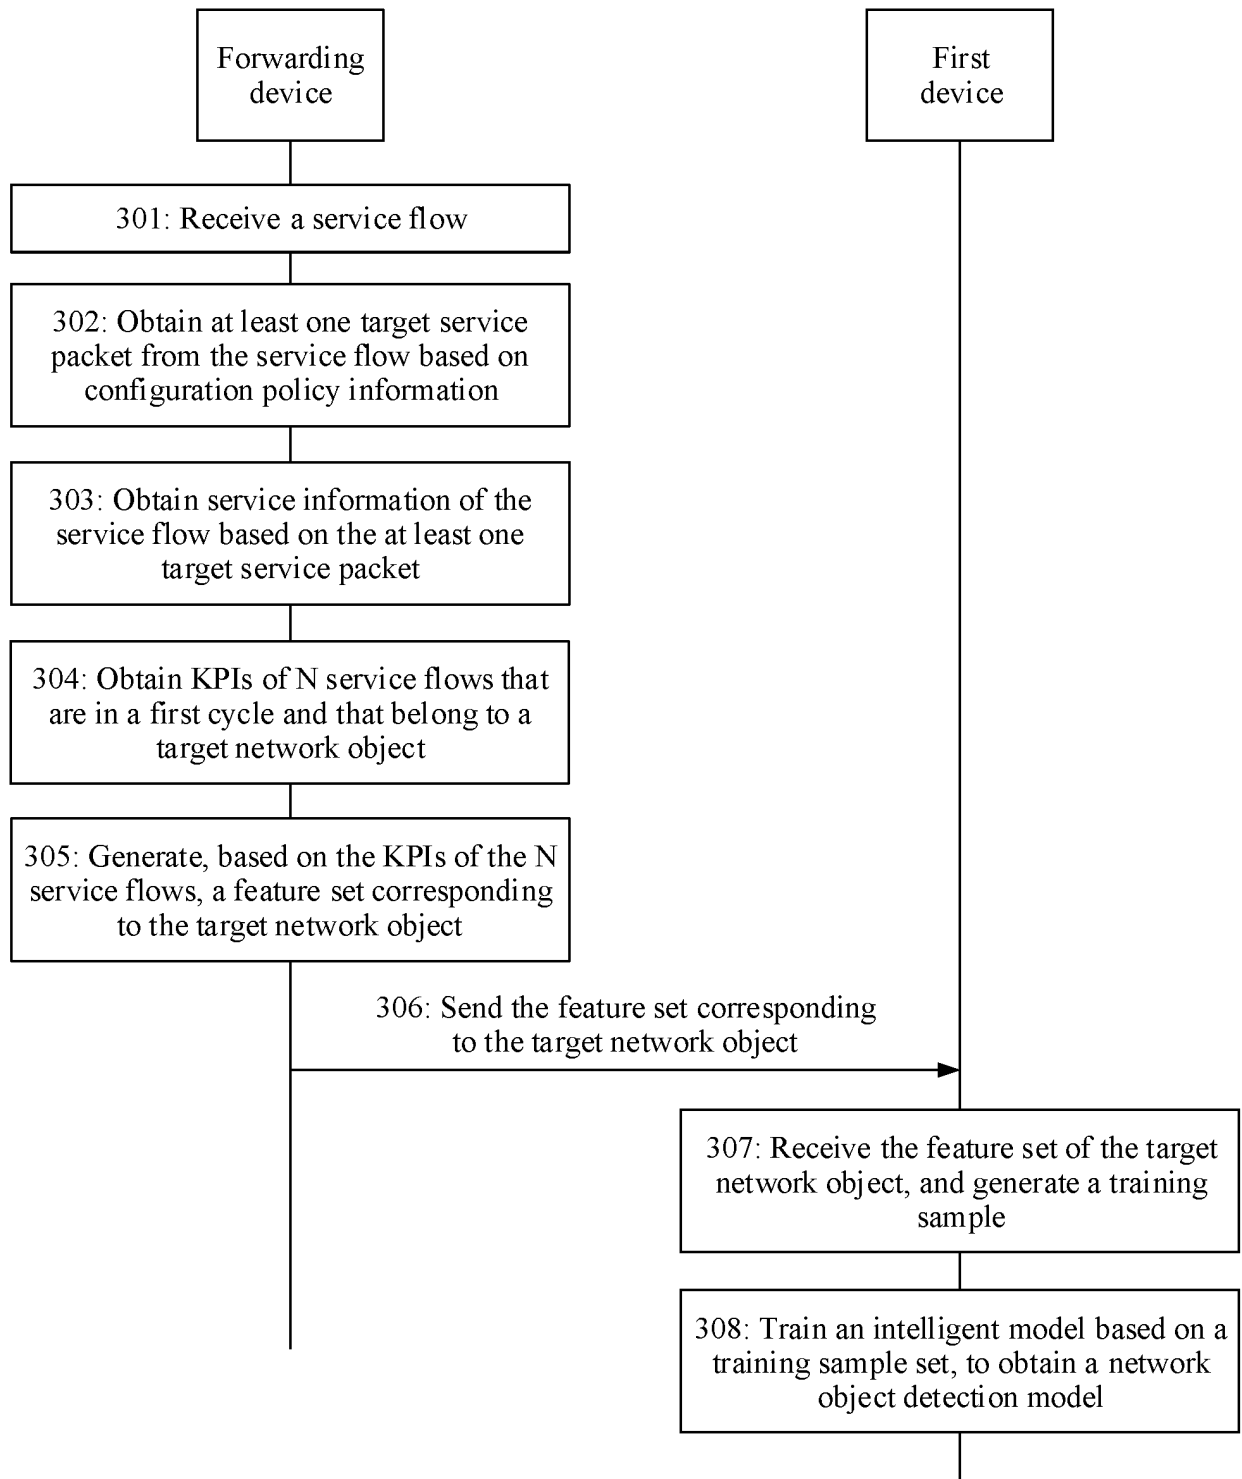 Forwarding
device
First
device
301: Receive a service flow
302: Obtain at least one target service
packet from the service flow based on
configuration policy information
303: Obtain service information of the
service flow based on the at least one
target service packet
304: Obtain KPIs of N service flows that
are in a first cycle and that belong to a
target network object
305: Generate, based on the KPIs of the N
service flows, a feature set corresponding
to the target network object
306: Send the feature set corresponding
to the target network object
307: Receive the feature set of the target
network object, and generate a training
sample
308: Train an intelligent model based on a
training sample set, to obtain a network
object detection model